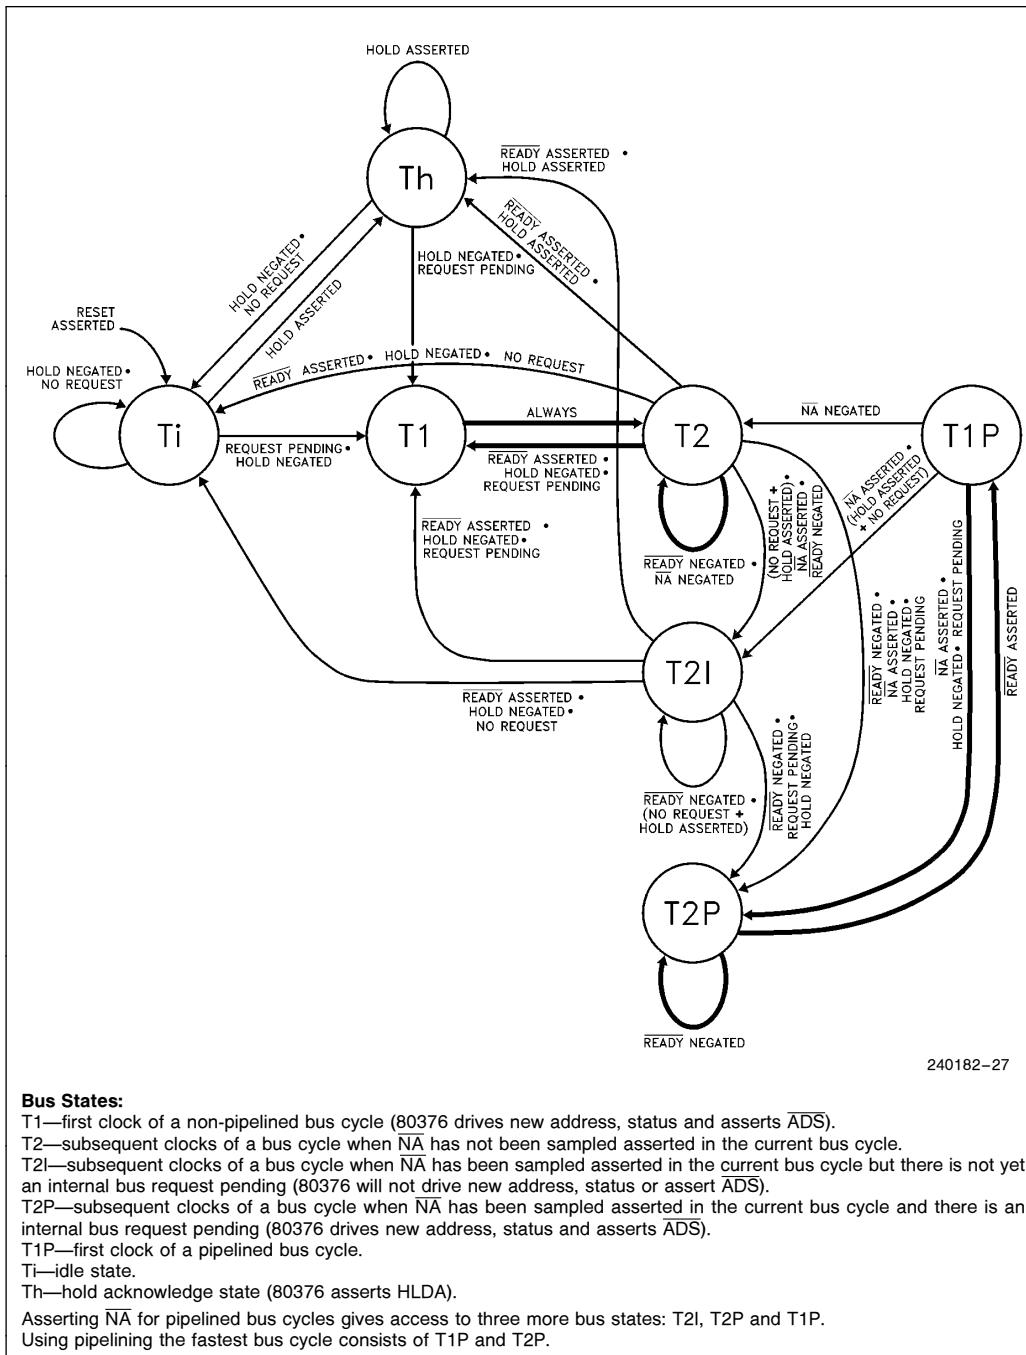 HOLD ASSERTED
Th
READY ASSERTED •
HOLD ASSERTED
READY ASSERTED •
HOLD ASSERTED
HOLD NEGATED •
NO REQUEST
HOLD ASSERTED
HOLD NEGATED •
REQUEST PENDING
RESET
ASSERTED
HOLD NEGATED •
NO REQUEST
READY ASSERTED • HOLD NEGATED • NO REQUEST
Ti
REQUEST PENDING •
HOLD NEGATED
T1
ALWAYS
READY ASSERTED •
HOLD NEGATED •
REQUEST PENDING
T2
NA NEGATED
T1P
READY NEGATED •
NA NEGATED
(NO REQUEST +
HOLD ASSERTED) •
NA ASSERTED •
READY NEGATED
NA ASSERTED •
(HOLD ASSERTED
+ NO REQUEST)
READY ASSERTED •
HOLD NEGATED •
REQUEST PENDING
READY NEGATED •
NA ASSERTED •
HOLD NEGATED •
REQUEST PENDING
NA ASSERTED •
HOLD NEGATED • REQUEST PENDING
READY ASSERTED
T2I
READY ASSERTED •
HOLD NEGATED •
NO REQUEST
READY NEGATED •
(NO REQUEST +
HOLD ASSERTED)
READY NEGATED •
REQUEST PENDING •
HOLD NEGATED
T2P
READY NEGATED
240182–27
Bus States:
T1—first clock of a non-pipelined bus cycle (80376 drives new address, status and asserts ADS).
T2—subsequent clocks of a bus cycle when NA has not been sampled asserted in the current bus cycle.
T2I—subsequent clocks of a bus cycle when NA has been sampled asserted in the current bus cycle but there is not yet
an internal bus request pending (80376 will not drive new address, status or assert ADS).
T2P—subsequent clocks of a bus cycle when NA has been sampled asserted in the current bus cycle and there is an
internal bus request pending (80376 drives new address, status and asserts ADS).
T1P—first clock of a pipelined bus cycle.
Ti—idle state.
Th—hold acknowledge state (80376 asserts HLDA).
Asserting NA for pipelined bus cycles gives access to three more bus states: T2I, T2P and T1P.
Using pipelining the fastest bus cycle consists of T1P and T2P.